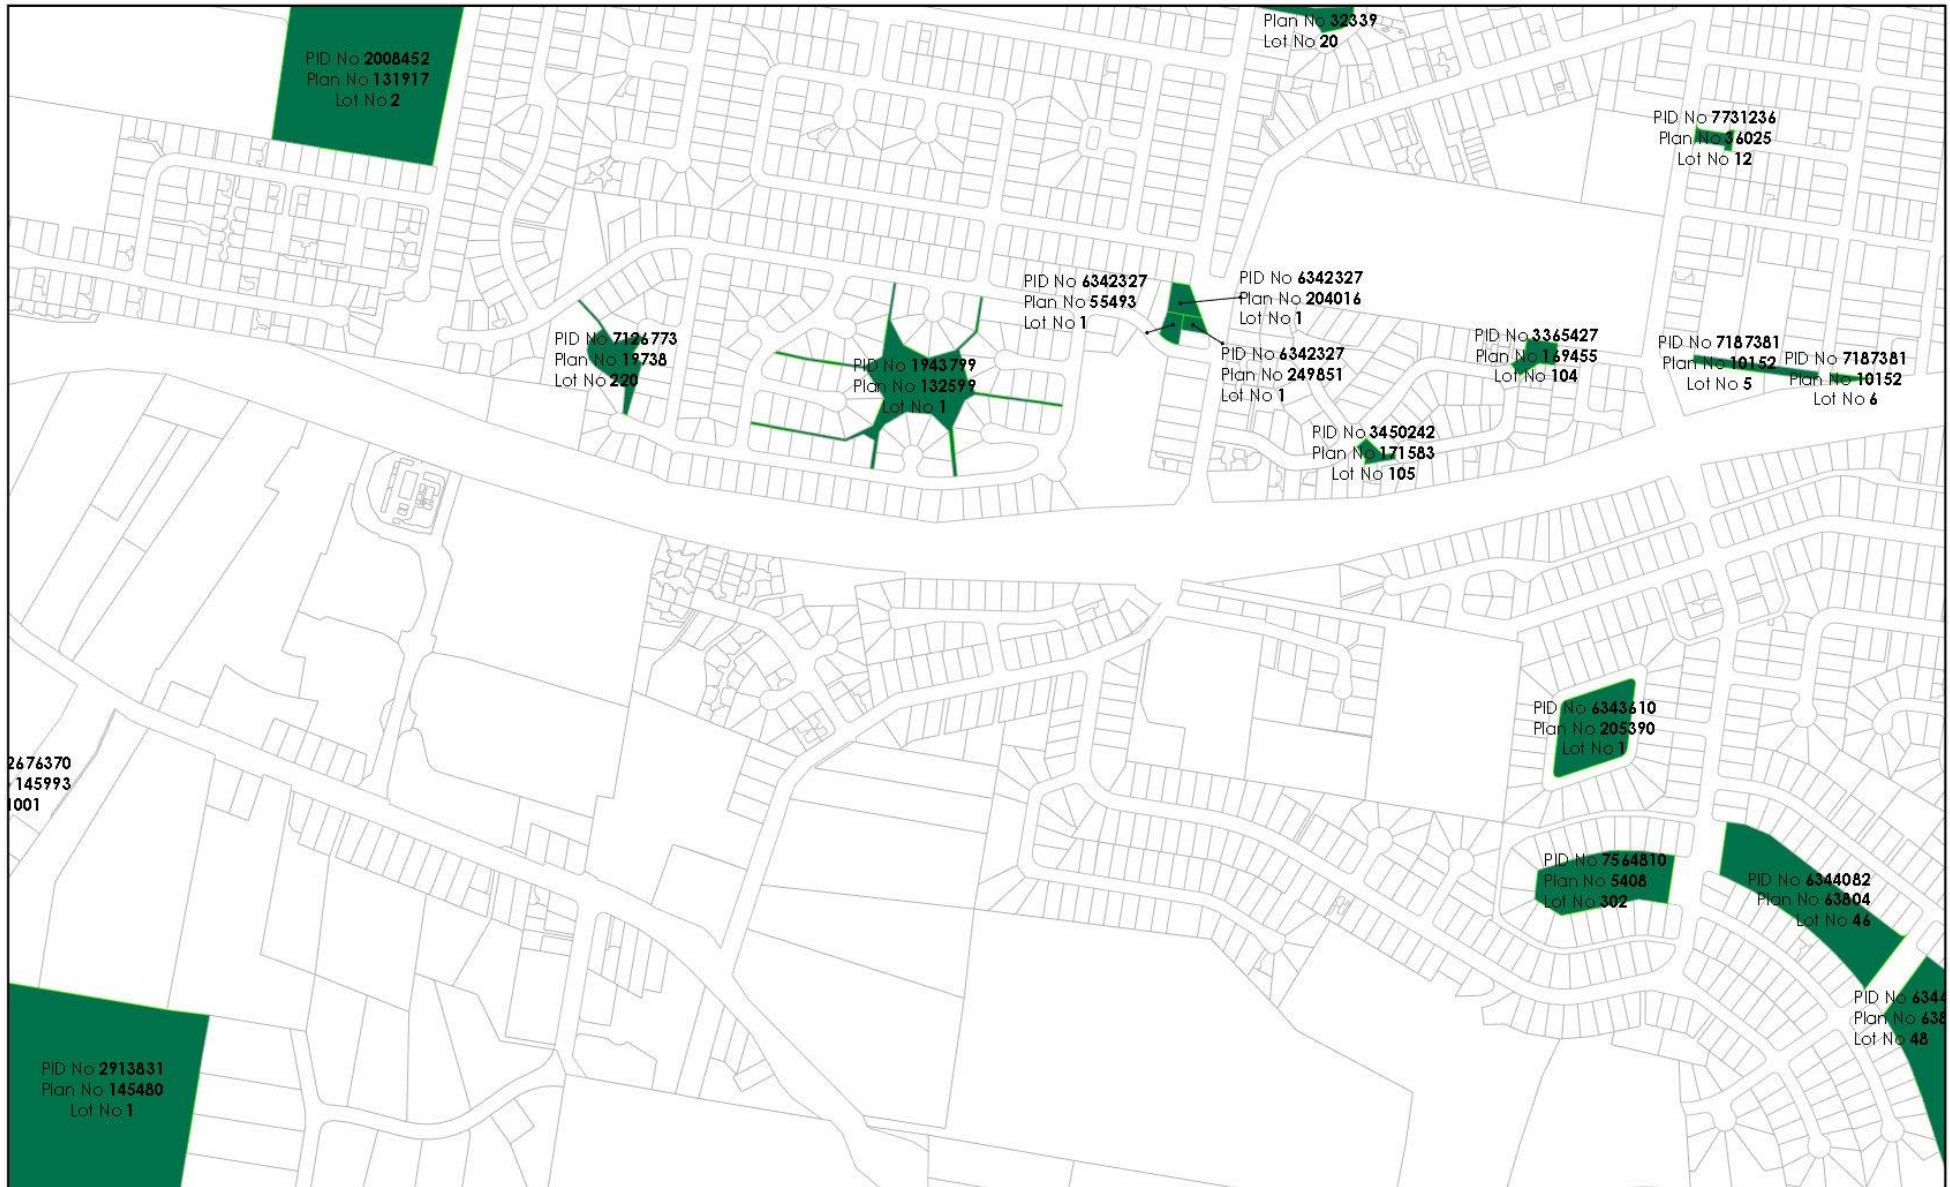 Plan No 32339
Lot No 20
PID No 2008452
Plan No 131917
Lot No 2
PID No 7731236
Plan No 36025
Lot No 12
PID No 6342327
Plan No 55493
Lot No 1
PID No 6342327
Plan No 204016
Lot No 1
PID No 7126773
Plan No 19738
Lot No 220
PID No 1943799
Plan No 132599
Lot No 1
PID No 6342327
Plan No 249851
Lot No 1
PID No 3365427
Plan No 169455
Lot No 104
PID No 7187381
Plan No 10152
Lot No 5
PID No 7187381
Plan No 10152
Lot No 6
PID No 3450242
Plan No 171583
Lot No 105
PID No 6343610
Plan No 205390
Lot No 1
2676370
145993
1001
PID No 7564810
Plan No 5408
Lot No 302
PID No 6344082
Plan No 63804
Lot No 46
PID No 6344
Plan No 638
Lot No 48
PID No 2913831
Plan No 145480
Lot No 1